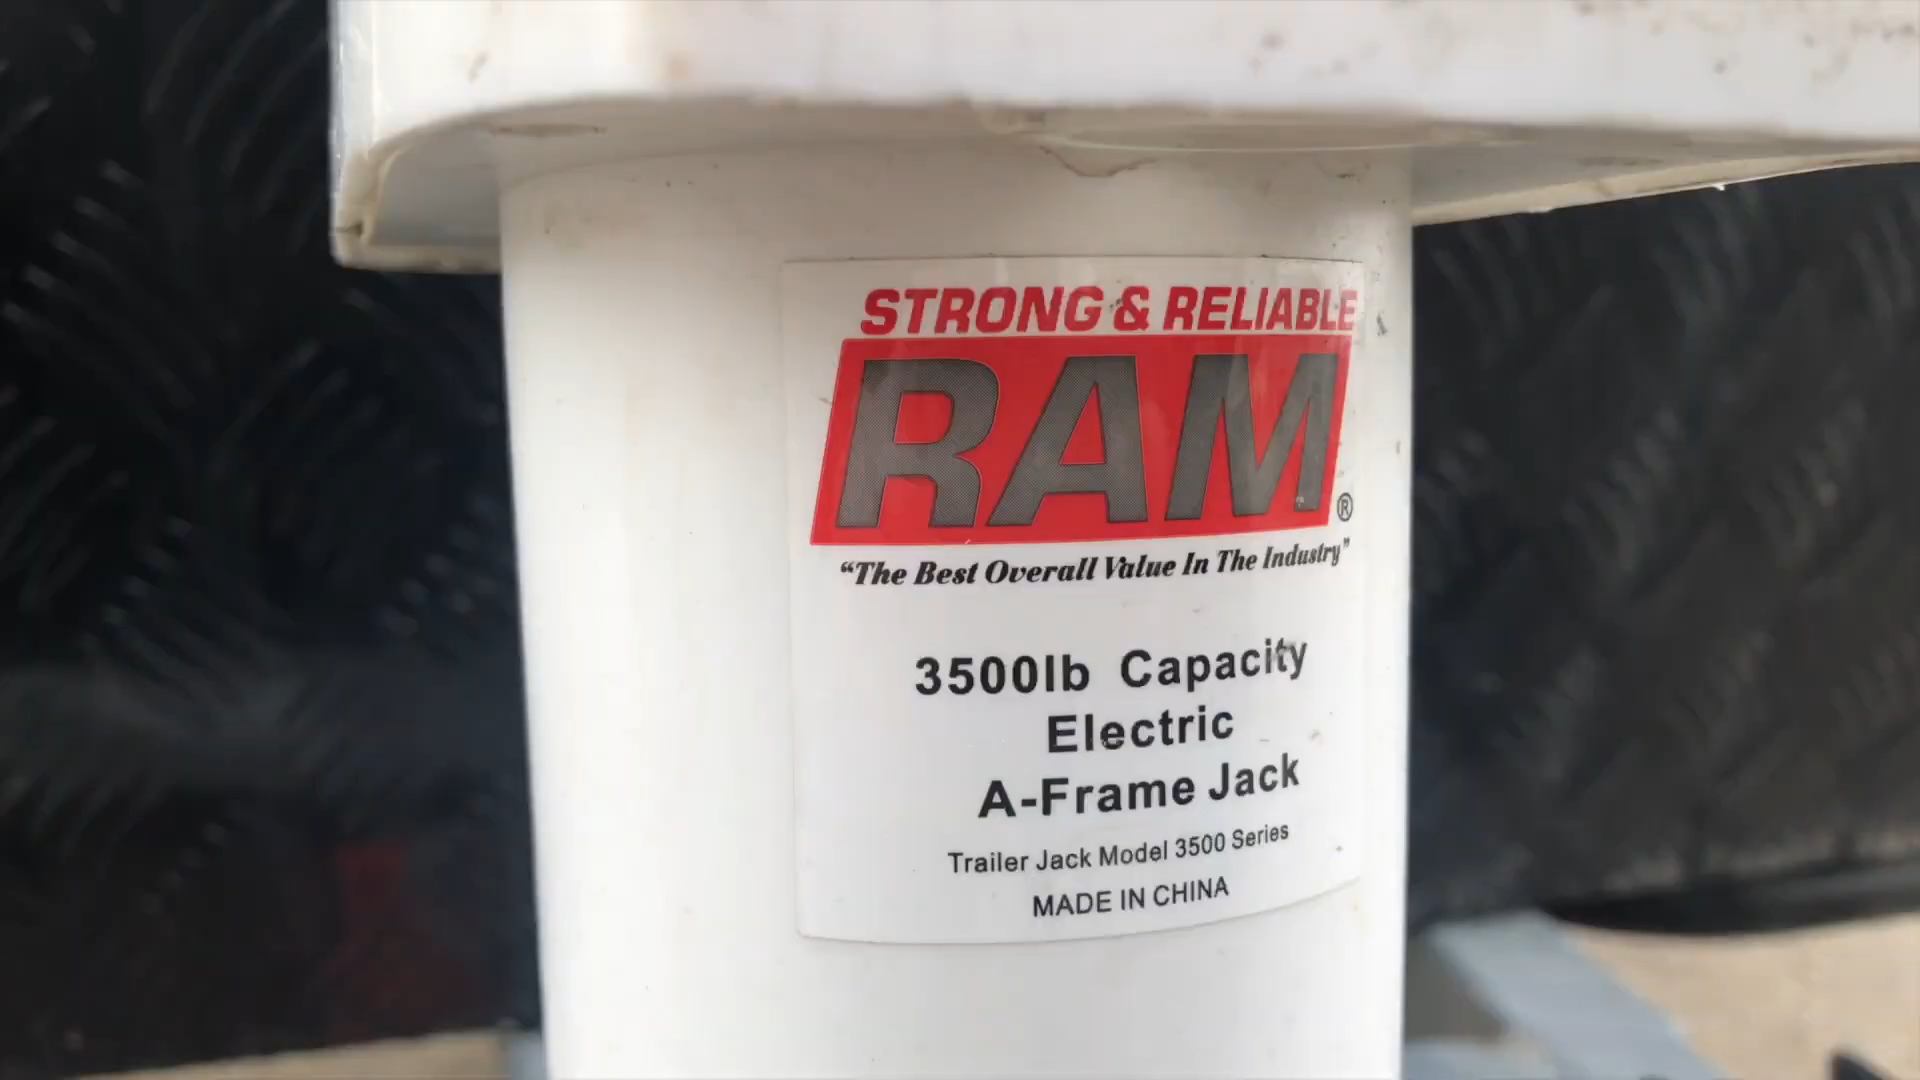 STRONG & RELIABLE
RAM®
“The Best Overall Value In The Industry”
3500lb Capacity
Electric
A-Frame Jack
Trailer Jack Model 3500 Series
MADE IN CHINA